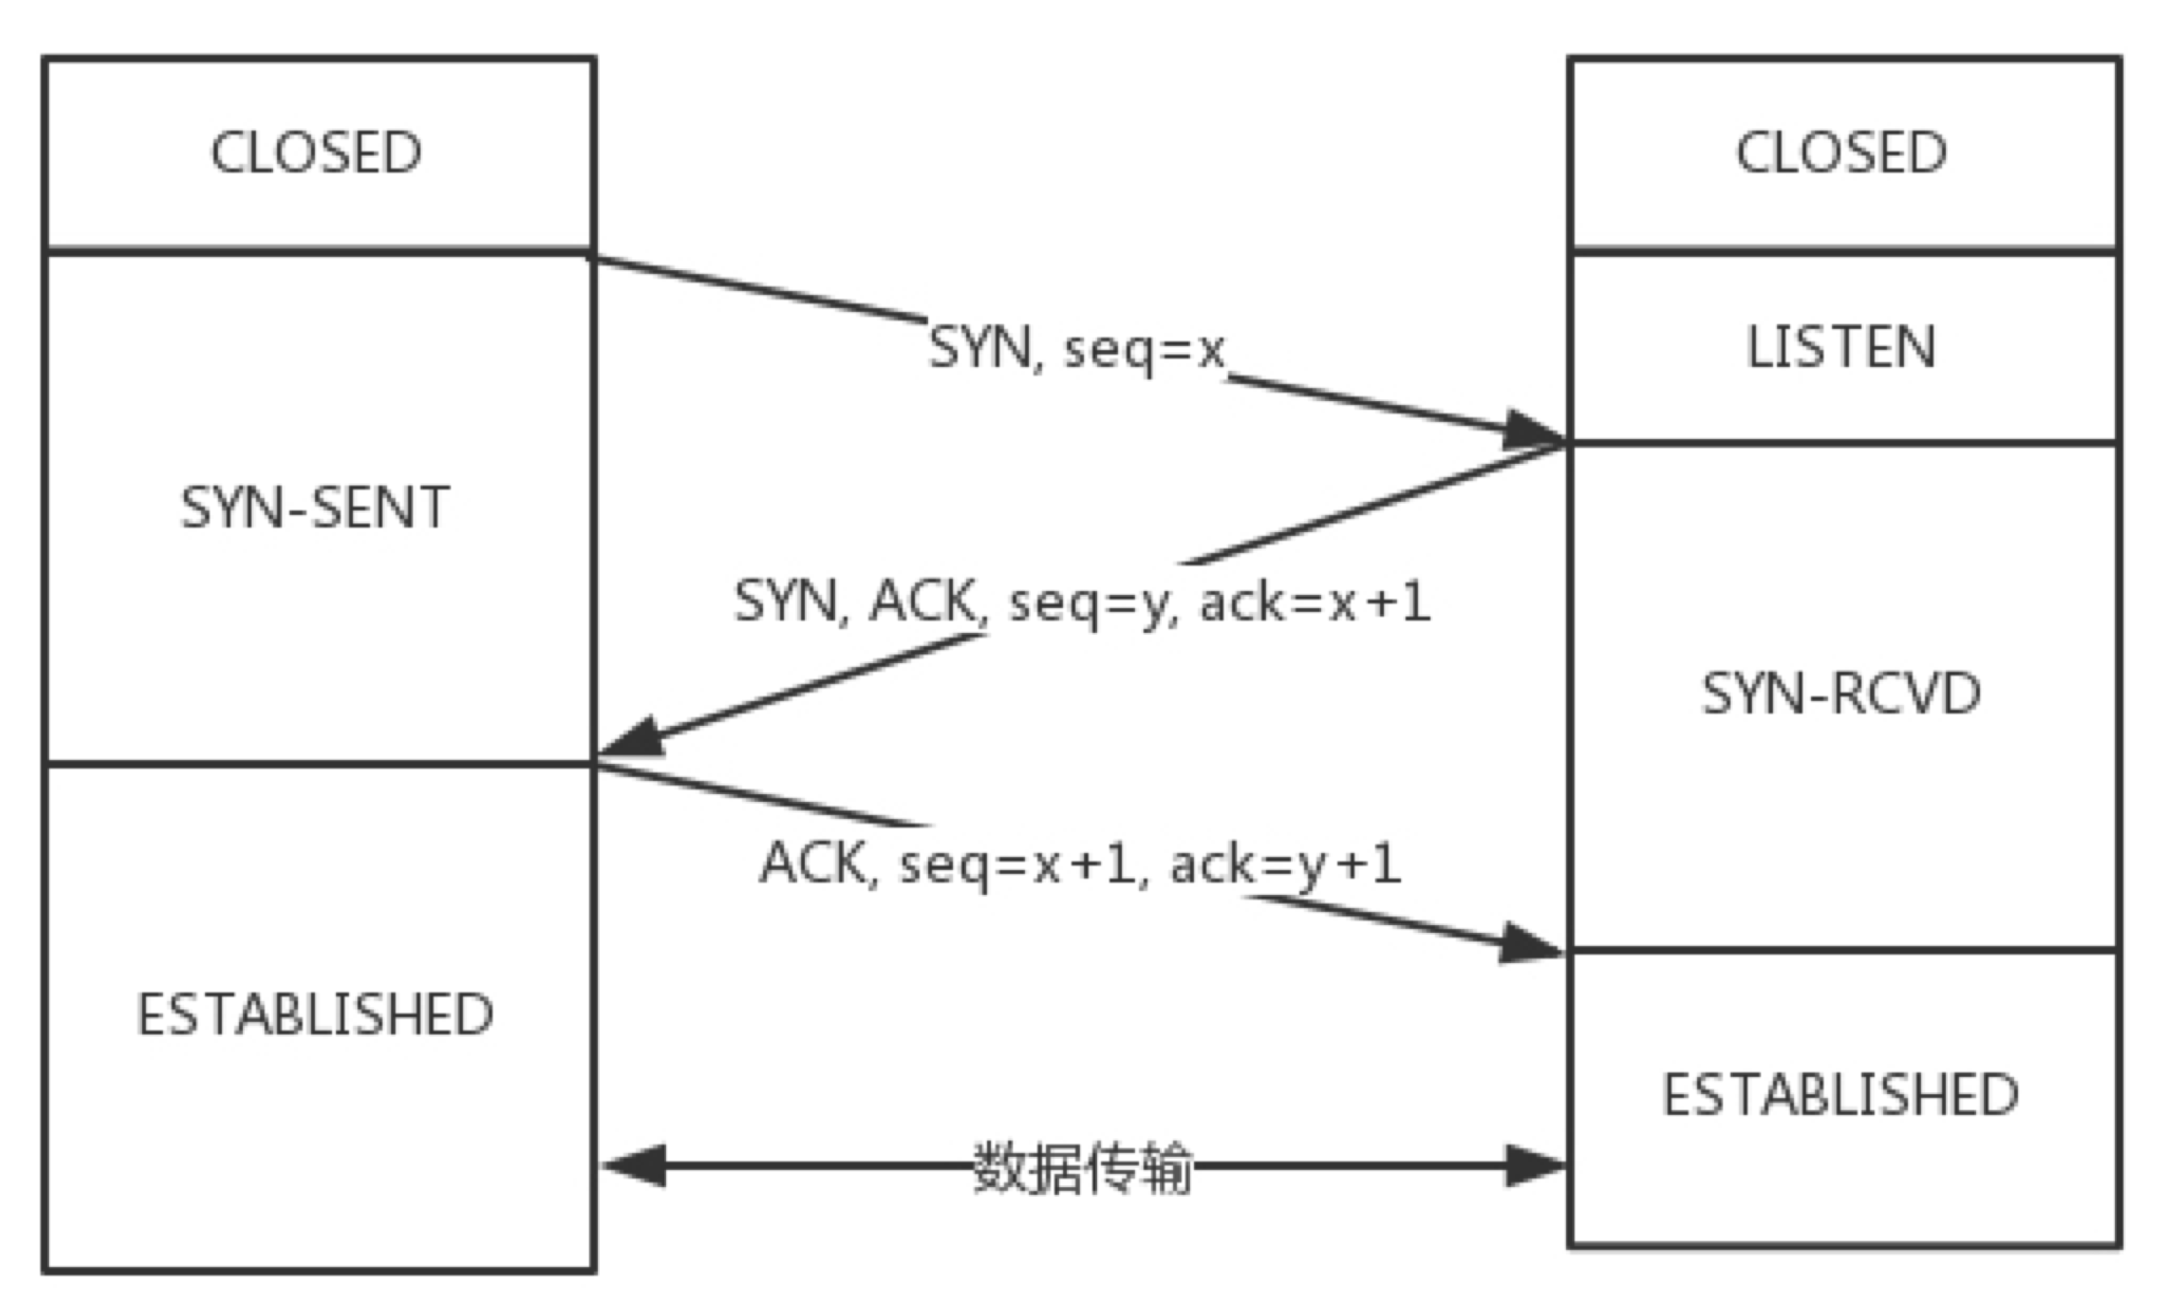 CLOSED
CLOSED
SYN, seq=x
LISTEN
SYN-SENT
SYN, ACK, seq=y, ack=x+1
SYN-RCVD
ACK, seq=x+1, ack=y+1
ESTABLISHED
ESTABLISHED
数据传输